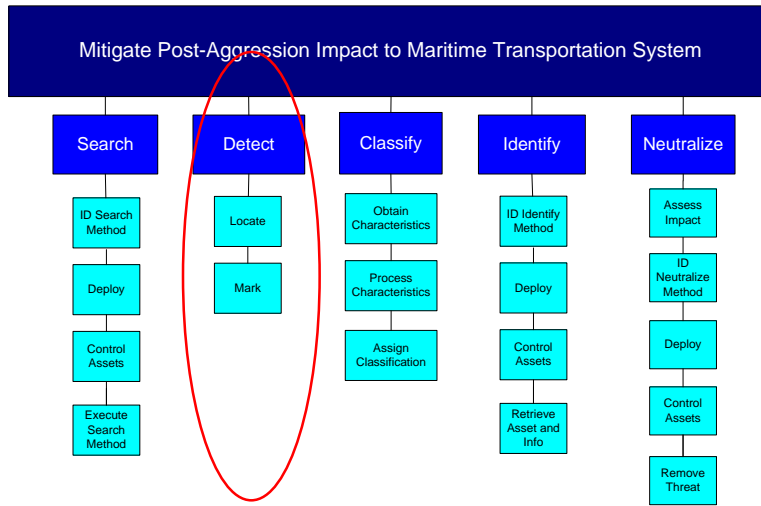 Mitigate Post-Aggression Impact to Maritime Transportation System
Search
Detect
Classify
Identify
Neutralize
ID Search
Method
Deploy
Control
Assets
Execute
Search
Method
Locate
Mark
Obtain
Characteristics
Process
Characteristics
Assign
Classification
ID Identify
Method
Deploy
Control
Assets
Retrieve
Asset and
Info
Assess
Impact
ID
Neutralize
Method
Deploy
Control
Assets
Remove
Threat